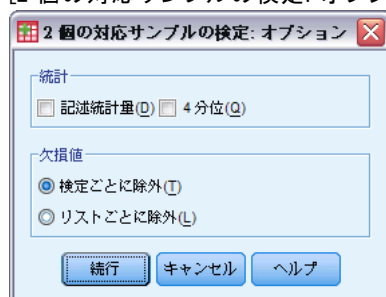 2 個の対応サンプルの検定: オプション
統計
記述統計量(D) 4分位(Q)
欠損値
検定ごとに除外(T)
リストごとに除外(L)
続行 キャンセル ヘルプ